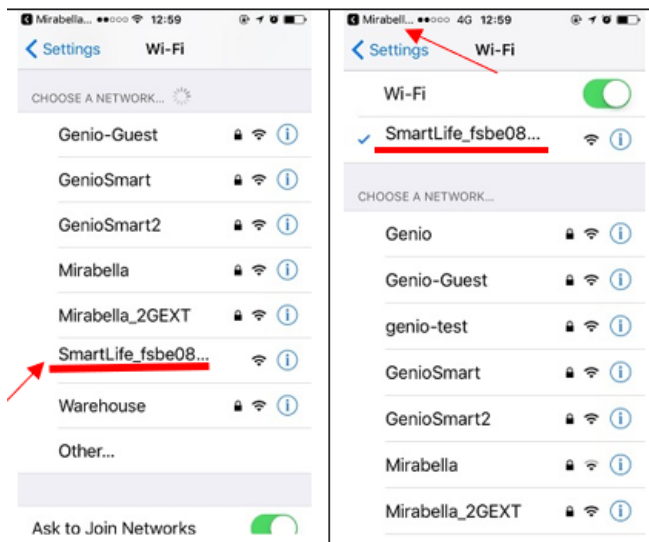 Mirabella... 12:59
Settings Wi-Fi
CHOOSE A NETWORK...
Genio-Guest
GenioSmart
GenioSmart2
Mirabella
Mirabella_2GEXT
SmartLife_fsbe08...
Warehouse
Other...
Ask to Join Networks
Mirabell... 4G 12:59
Settings Wi-Fi
Wi-Fi
SmartLife_fsbe08...
CHOOSE A NETWORK...
Genio
Genio-Guest
genio-test
GenioSmart
GenioSmart2
Mirabella
Mirabella_2GEXT